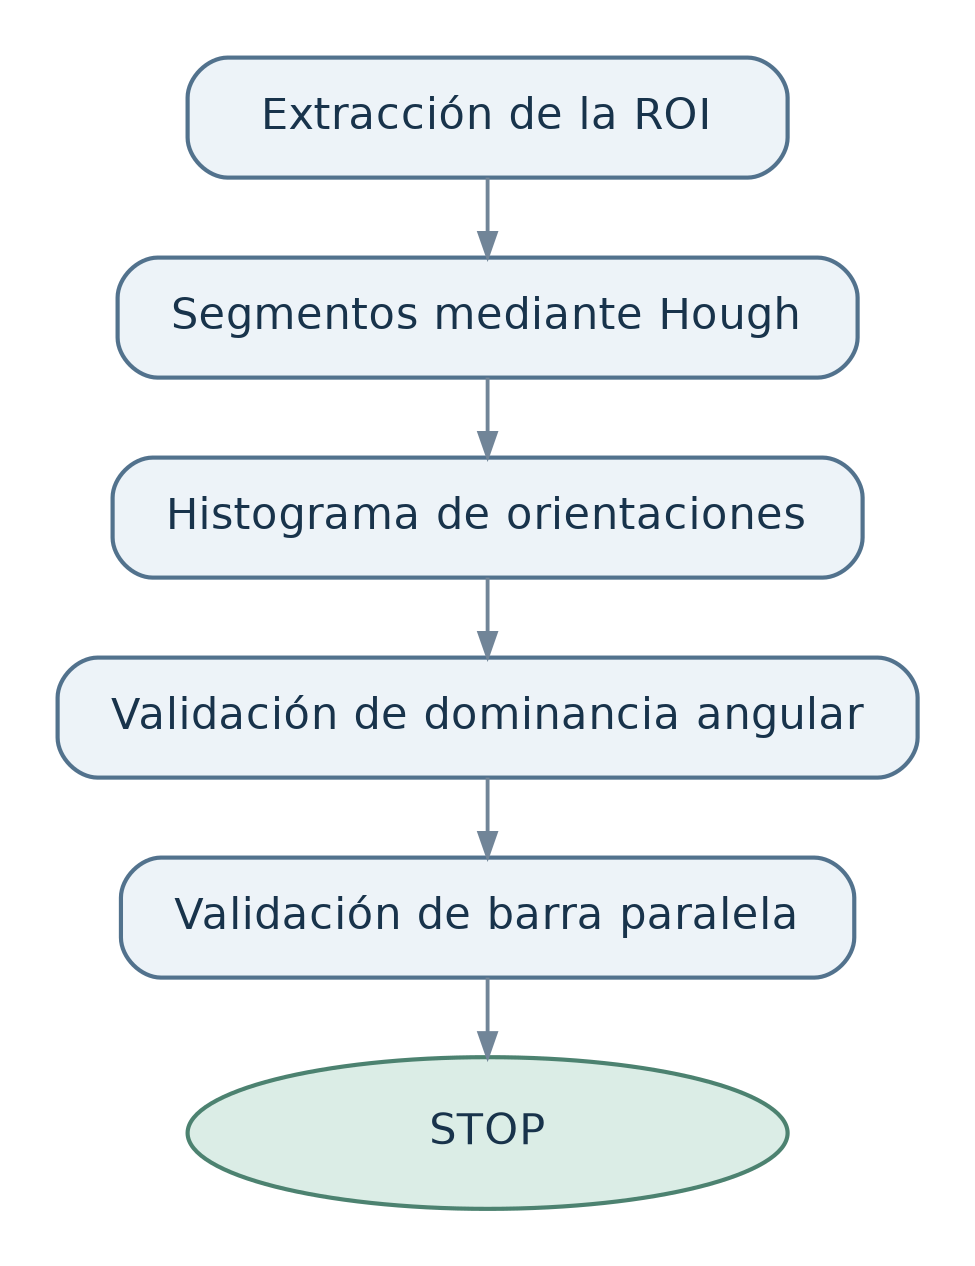 Extracción de la ROI
Segmentos mediante Hough
Histograma de orientaciones
Validación de dominancia angular
Validación de barra paralela
STOP